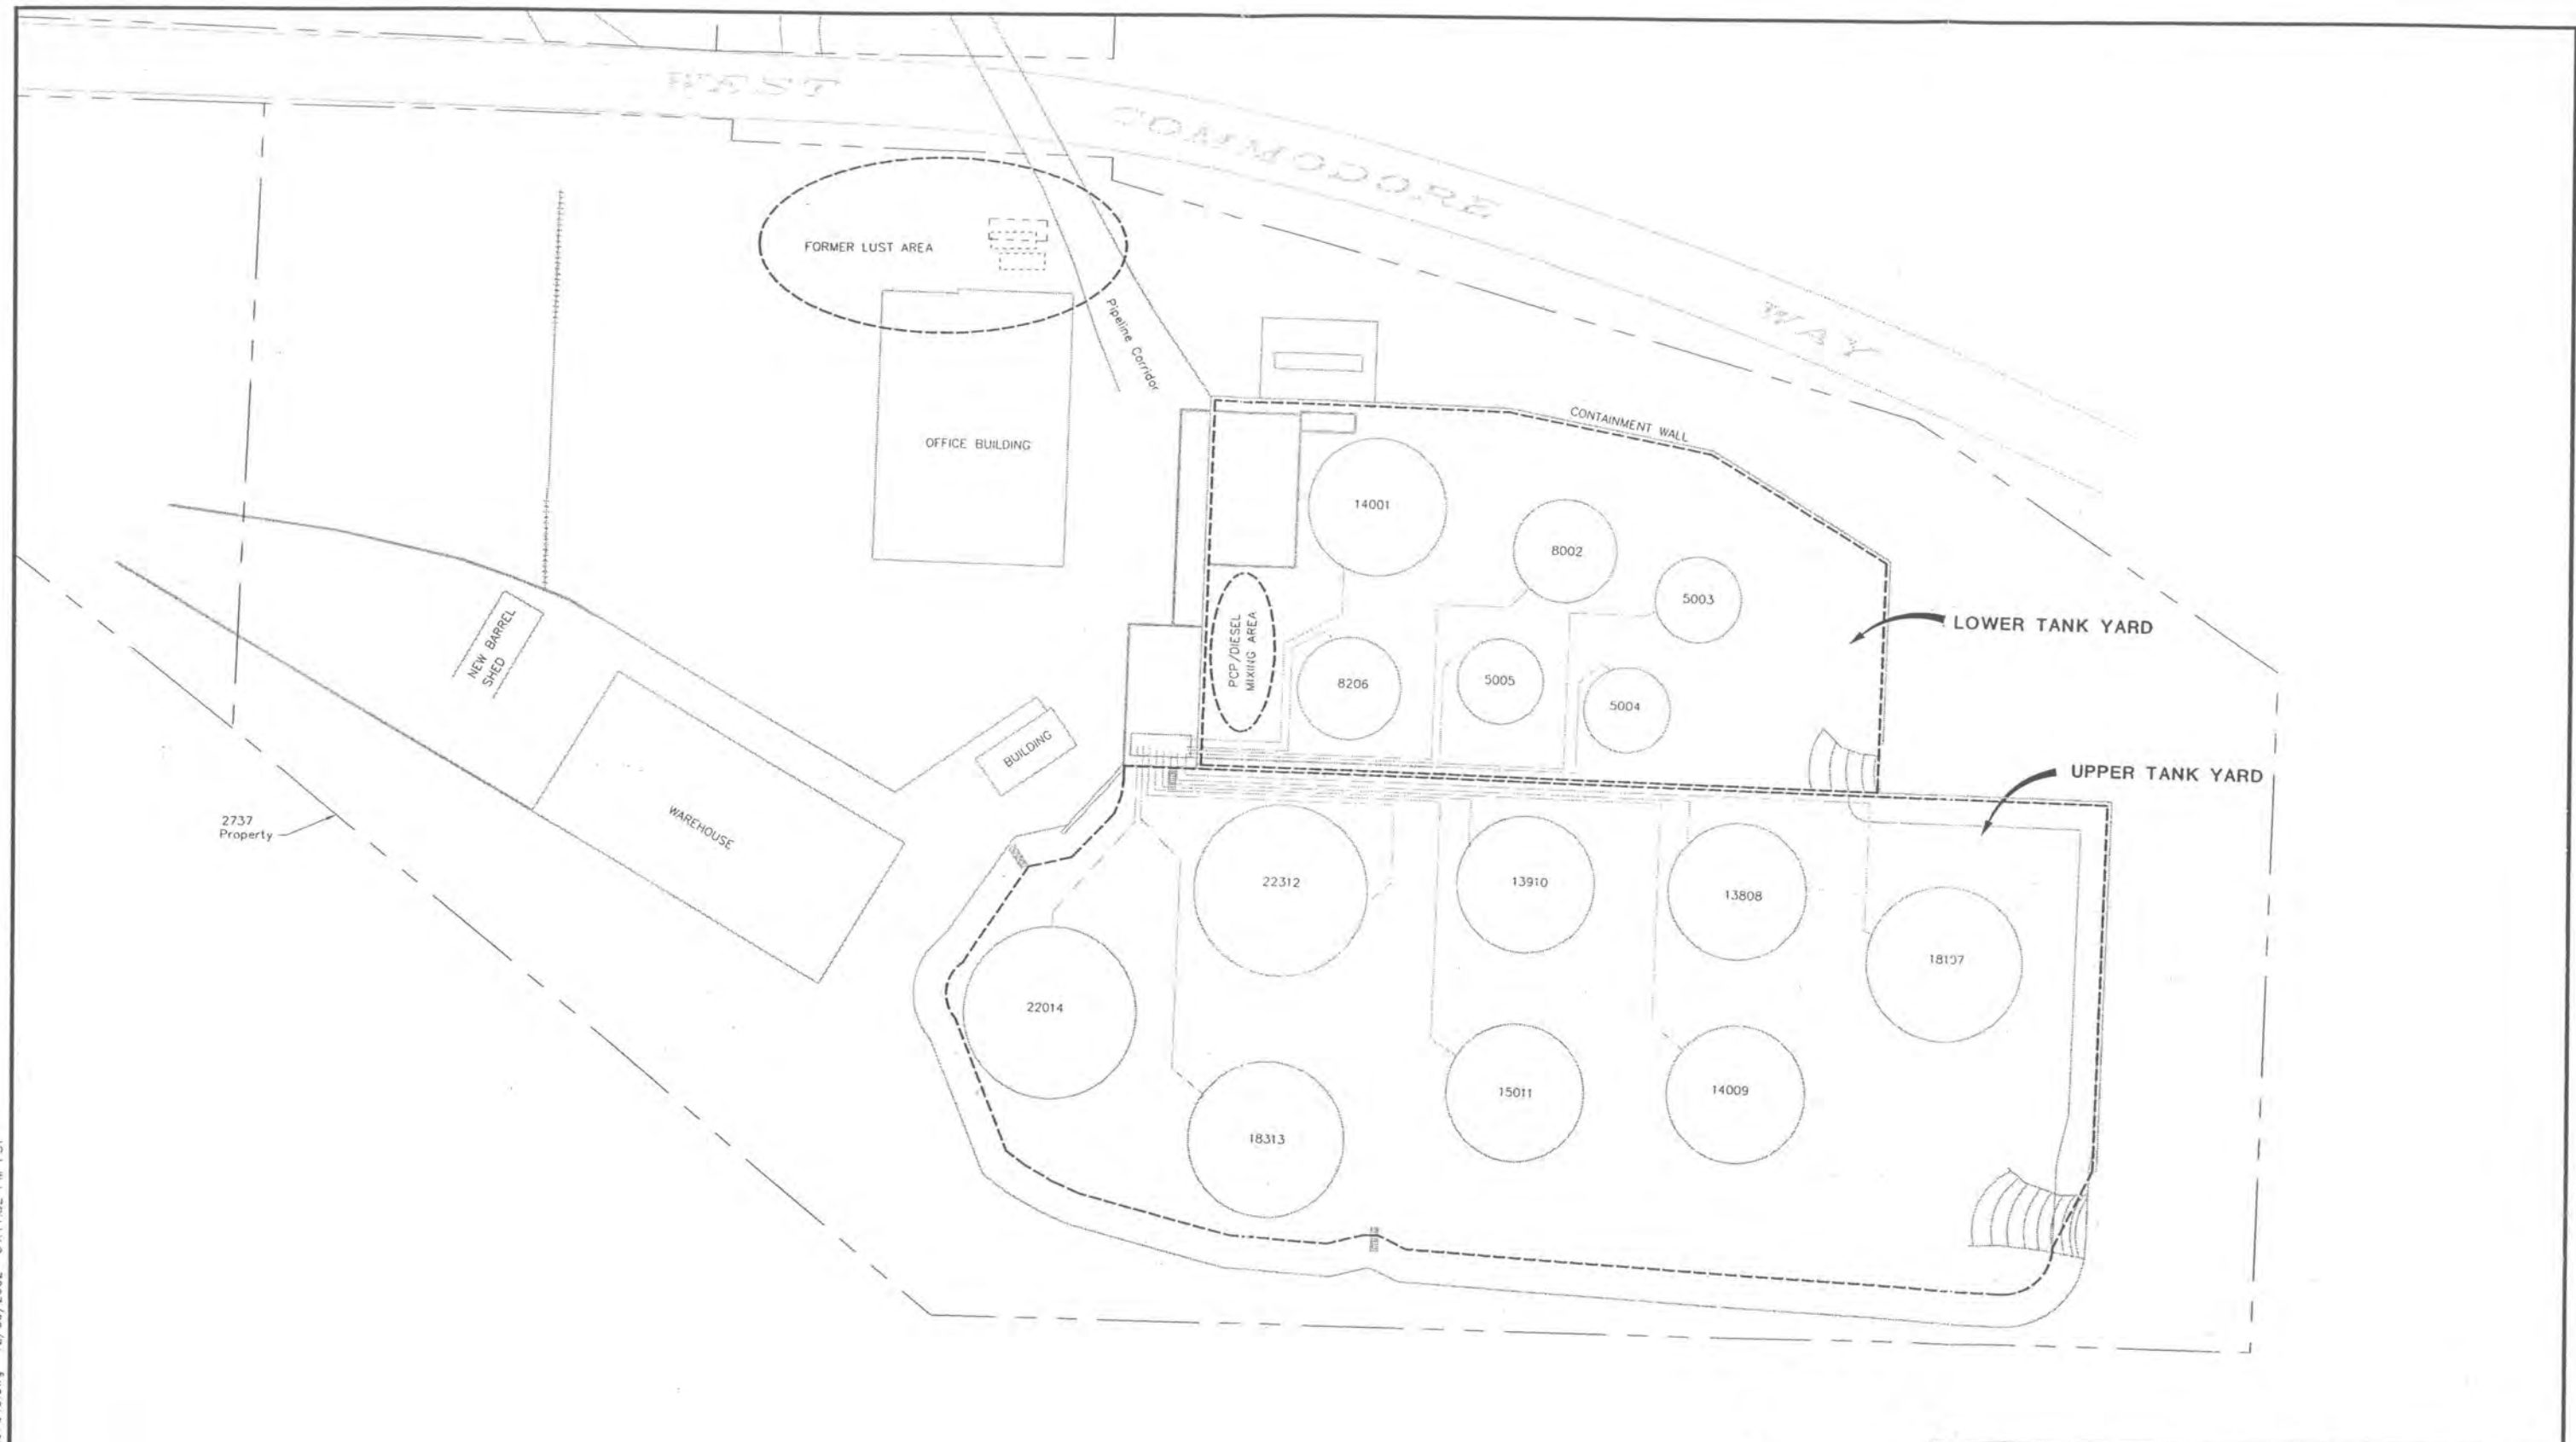 WEST
COMMODORE
WAY
FORMER LUST AREA
Pipeline Corridor
OFFICE BUILDING
CONTAINMENT WALL
14001
8002
5003
LOWER TANK YARD
NEW BARREL
SHED
PCP/DIESEL
MIXING AREA
8206
5005
5004
BUILDING
UPPER TANK YARD
2737
Property
WAREHOUSE
22312
13910
13808
18107
22014
15011
14009
18313